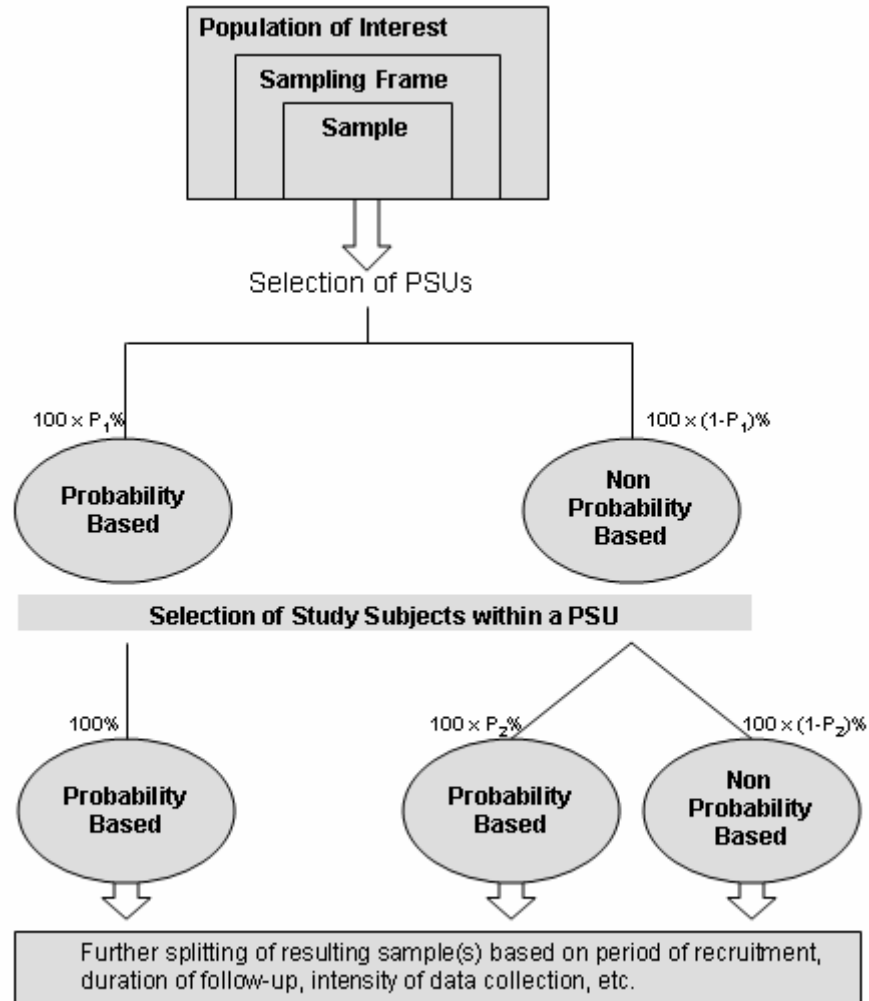 Population of Interest
Sampling Frame
Sample
Selection of PSUs
100 × P₁%
100 × (1-P₁)%
Probability
Based
Non
Probability
Based
Selection of Study Subjects within a PSU
100%
100 × P₂%
100 × (1-P₂)%
Probability
Based
Probability
Based
Non
Probability
Based
Further splitting of resulting sample(s) based on period of recruitment,
duration of follow-up, intensity of data collection, etc.